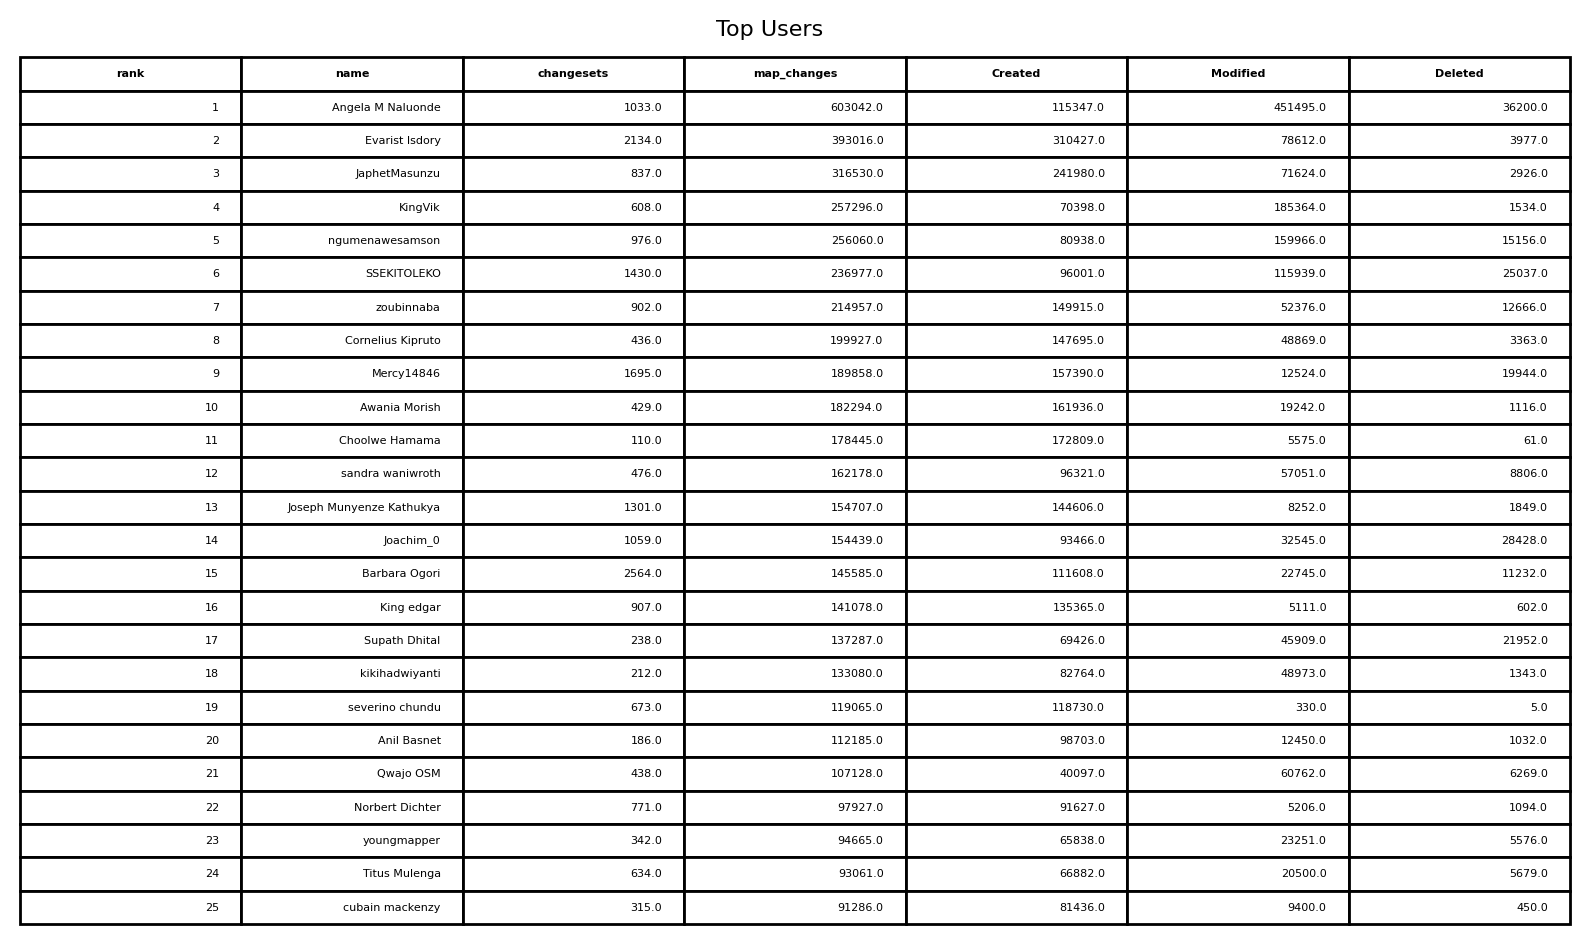 Top Users
rank name changesets map_changes Created Modified Deleted
1 Angela M Naluonde 1033.0 603042.0 115347.0 451495.0 36200.0
2 Evarist Isdory 2134.0 393016.0 310427.0 78612.0 3977.0
3 JaphetMasunzu 837.0 316530.0 241980.0 71624.0 2926.0
4 KingVik 608.0 257296.0 70398.0 185364.0 1534.0
5 ngumenawesamson 976.0 256060.0 80938.0 159966.0 15156.0
6 SSEKITOLEKO 1430.0 236977.0 96001.0 115939.0 25037.0
7 zoubinnaba 902.0 214957.0 149915.0 52376.0 12666.0
8 Cornelius Kipruto 436.0 199927.0 147695.0 48869.0 3363.0
9 Mercy14846 1695.0 189858.0 157390.0 12524.0 19944.0
10 Awania Morish 429.0 182294.0 161936.0 19242.0 1116.0
11 Choolwe Hamama 110.0 178445.0 172809.0 5575.0 61.0
12 sandra waniwroth 476.0 162178.0 96321.0 57051.0 8806.0
13 Joseph Munyenze Kathukya 1301.0 154707.0 144606.0 8252.0 1849.0
14 Joachim_0 1059.0 154439.0 93466.0 32545.0 28428.0
15 Barbara Ogori 2564.0 145585.0 111608.0 22745.0 11232.0
16 King edgar 907.0 141078.0 135365.0 5111.0 602.0
17 Supath Dhital 238.0 137287.0 69426.0 45909.0 21952.0
18 kikihadwiyanti 212.0 133080.0 82764.0 48973.0 1343.0
19 severino chundu 673.0 119065.0 118730.0 330.0 5.0
20 Anil Basnet 186.0 112185.0 98703.0 12450.0 1032.0
21 Qwajo OSM 438.0 107128.0 40097.0 60762.0 6269.0
22 Norbert Dichter 771.0 97927.0 91627.0 5206.0 1094.0
23 youngmapper 342.0 94665.0 65838.0 23251.0 5576.0
24 Titus Mulenga 634.0 93061.0 66882.0 20500.0 5679.0
25 cubain mackenzy 315.0 91286.0 81436.0 9400.0 450.0